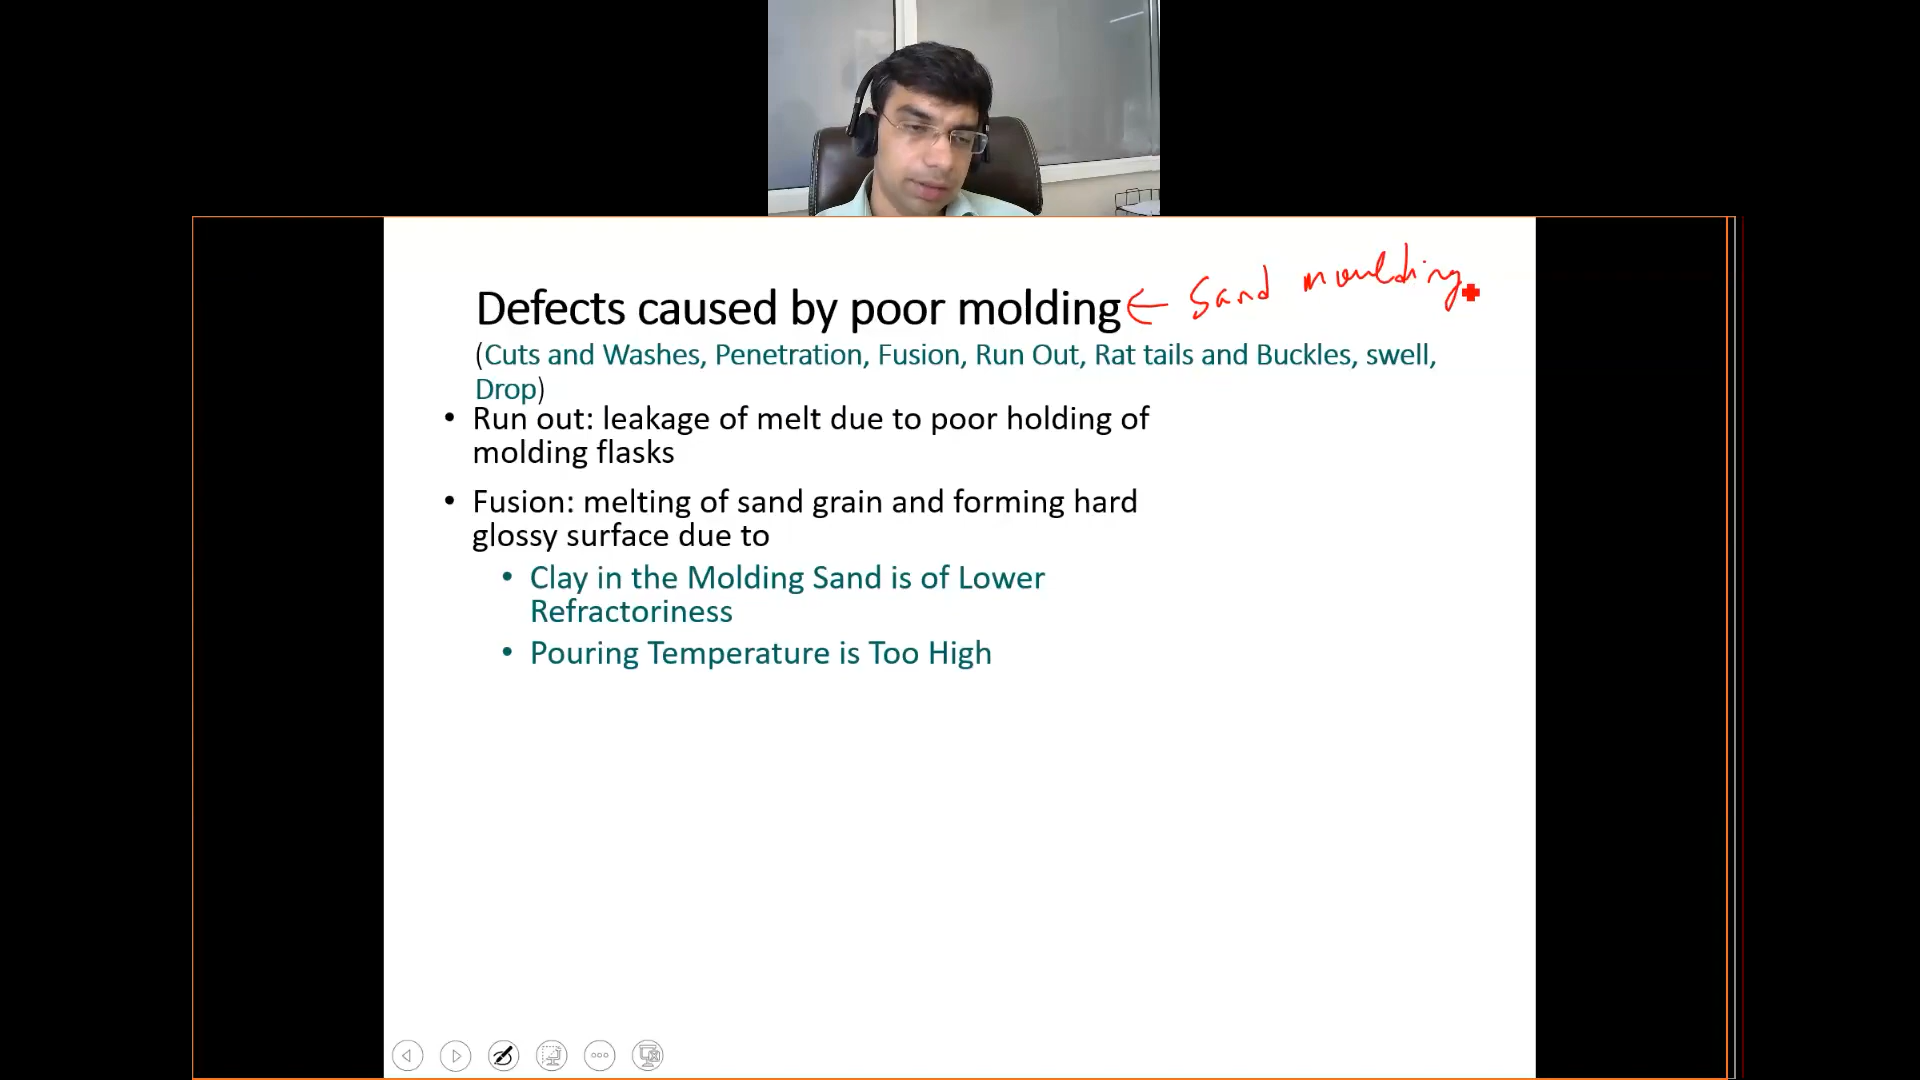 Defects caused by poor molding ← Sand moulding
(Cuts and Washes, Penetration, Fusion, Run Out, Rat tails and Buckles, swell,
Drop)
• Run out: leakage of melt due to poor holding of
molding flasks
• Fusion: melting of sand grain and forming hard
glossy surface due to
• Clay in the Molding Sand is of Lower
Refractoriness
• Pouring Temperature is Too High